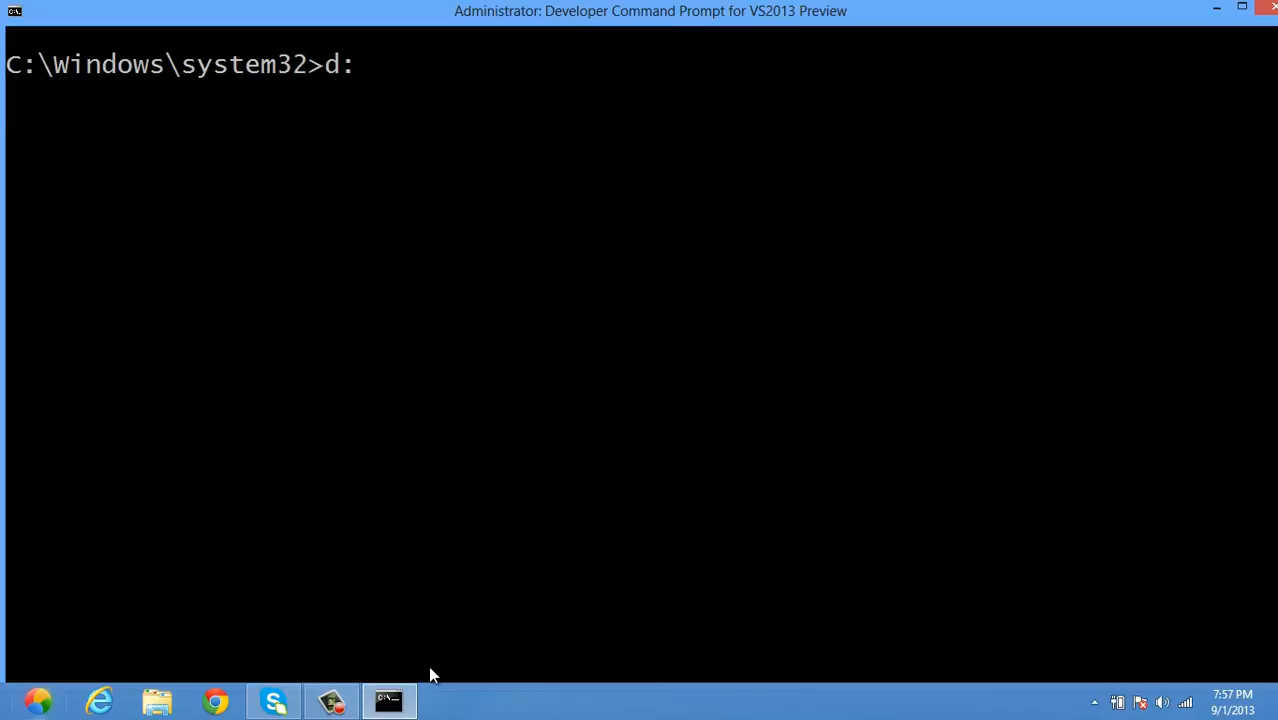 Administrator: Developer Command Prompt for VS2013 Preview
C:\Windows\system32>d:
7:57 PM
9/1/2013